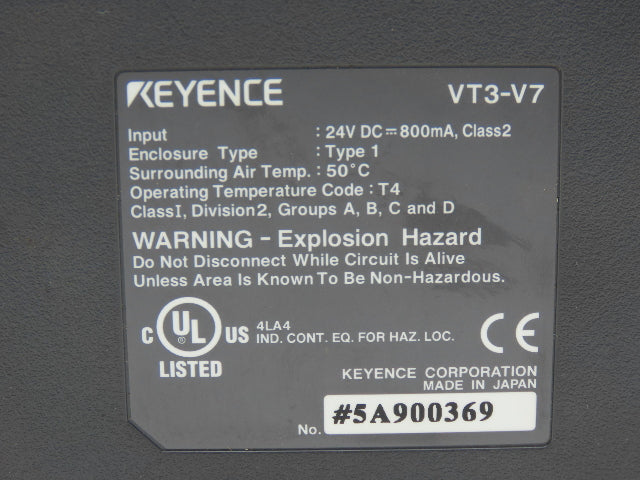 KEYENCE VT3-V7
Input : 24V DC⎓800mA, Class2
Enclosure Type : Type 1
Surrounding Air Temp. : 50°C
Operating Temperature Code : T4
ClassI, Division2, Groups A, B, C and D
WARNING - Explosion Hazard
Do Not Disconnect While Circuit Is Alive
Unless Area Is Known To Be Non-Hazardous.
C UL ® US
LISTED
4LA4
IND. CONT. EQ. FOR HAZ. LOC.
CE
KEYENCE CORPORATION
MADE IN JAPAN
No. #5A900369